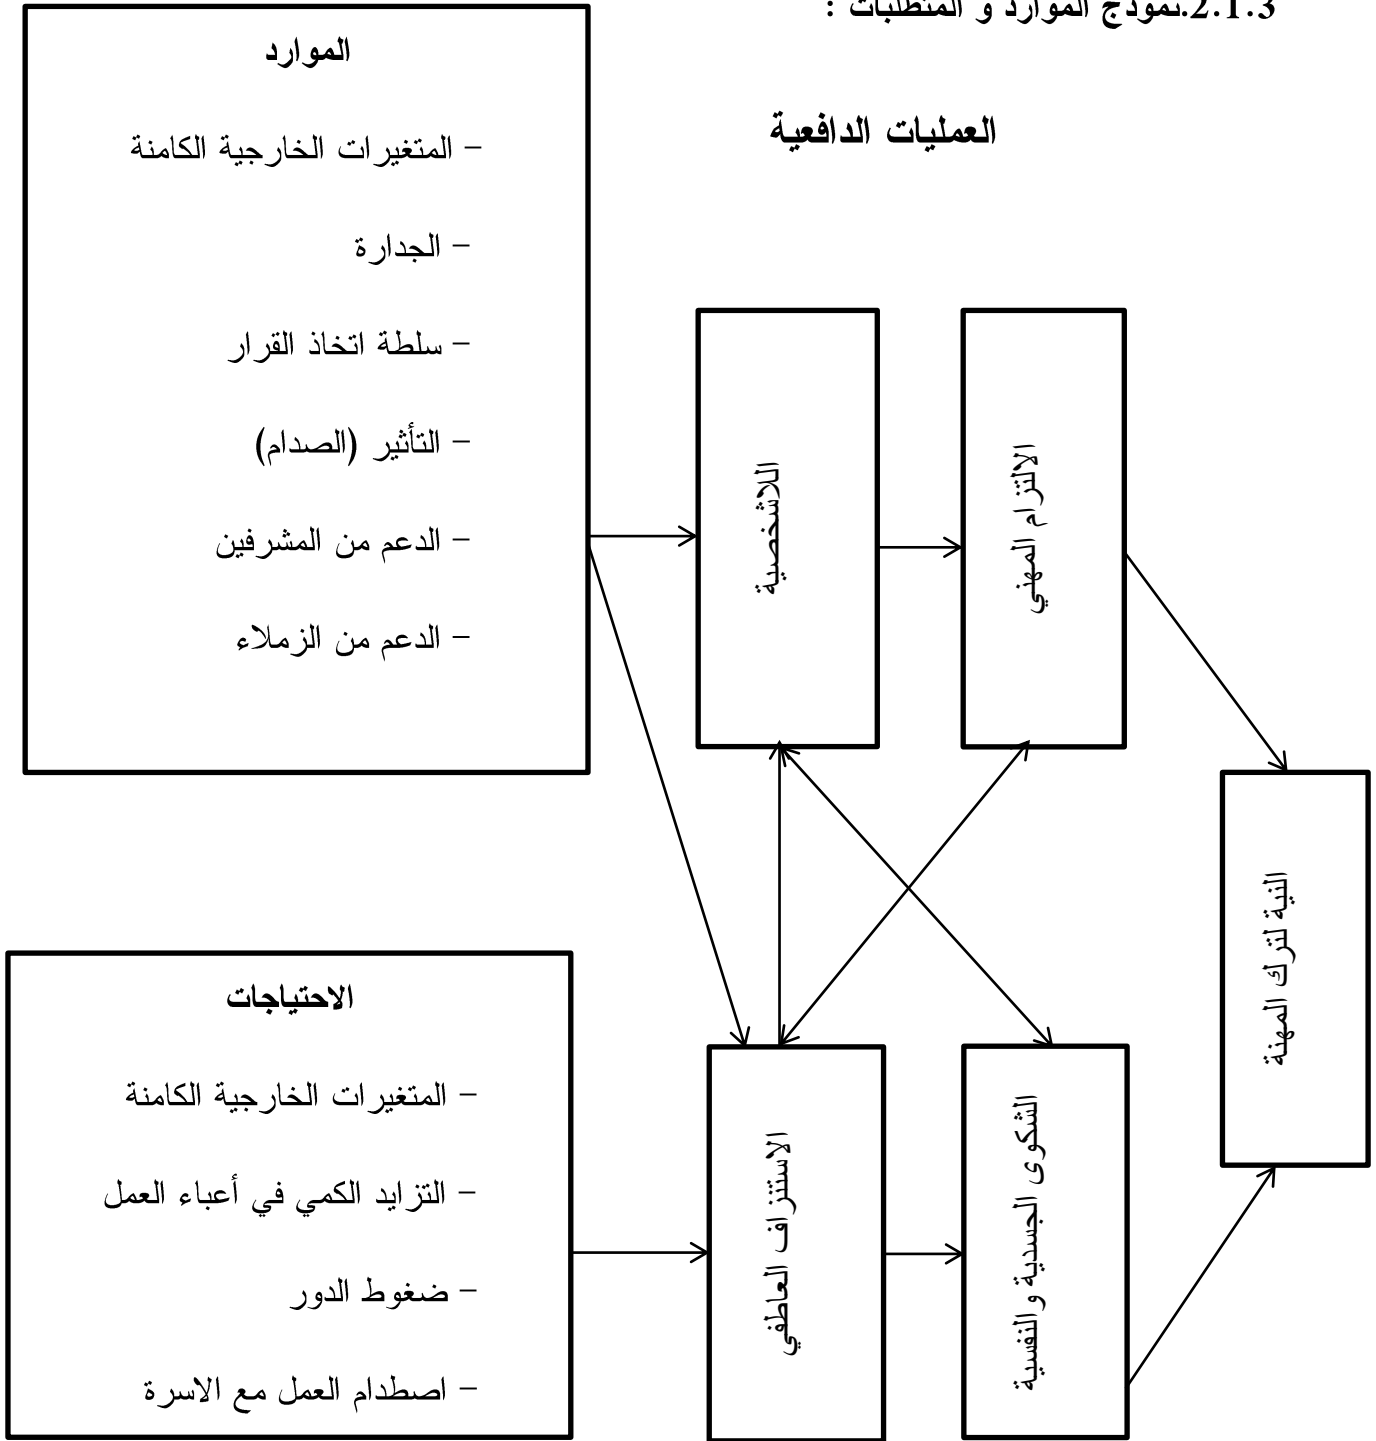 2.1.3.نموذج الموارد و المتطلبات :
العمليات الدافعية
الموارد
- المتغيرات الخارجية الكامنة
- الجدارة
- سلطة اتخاذ القرار
- التأثير (الصدام)
- الدعم من المشرفين
- الدعم من الزملاء
اللاشخصية
الالتزام المهني
النية لترك المهنة
الاحتياجات
- المتغيرات الخارجية الكامنة
- التزايد الكمي في أعباء العمل
- ضغوط الدور
- اصطدام العمل مع الاسرة
الاستنزاف العاطفي
الشكوى الجسدية والنفسية